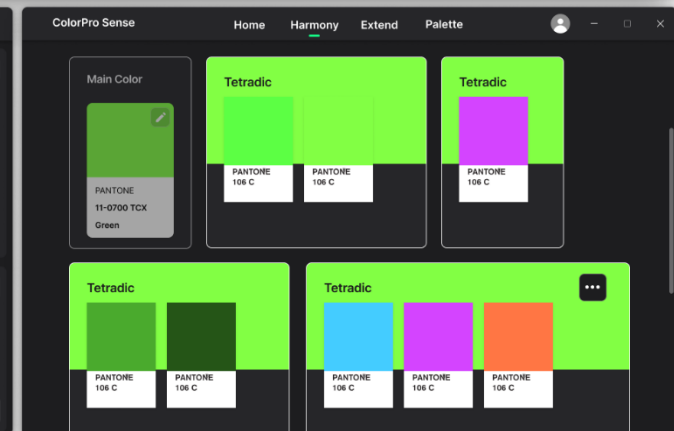 ColorPro Sense
Home
Harmony
Extend
Palette
Main Color
PANTONE
11-0700 TCX
Green
Tetradic
PANTONE
106 C
PANTONE
106 C
Tetradic
PANTONE
106 C
Tetradic
PANTONE
106 C
PANTONE
106 C
Tetradic
PANTONE
106 C
PANTONE
106 C
PANTONE
106 C